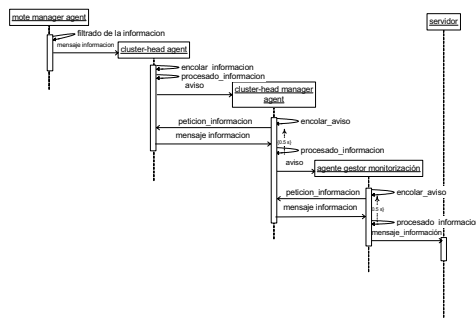 mote manager agent
servidor
filtrado de la informacion
mensaje informacion
cluster-head agent
encolar_informacion
procesado_informacion
aviso
cluster-head manager
agent
peticion_informacion
encolar_aviso
mensaje informacion
(0.5 s)
procesado_informacion
aviso
agente gestor monitorización
peticion_informacion
encolar_aviso
mensaje informacion
(0.5 s)
procesado_informacion
mensaje_información